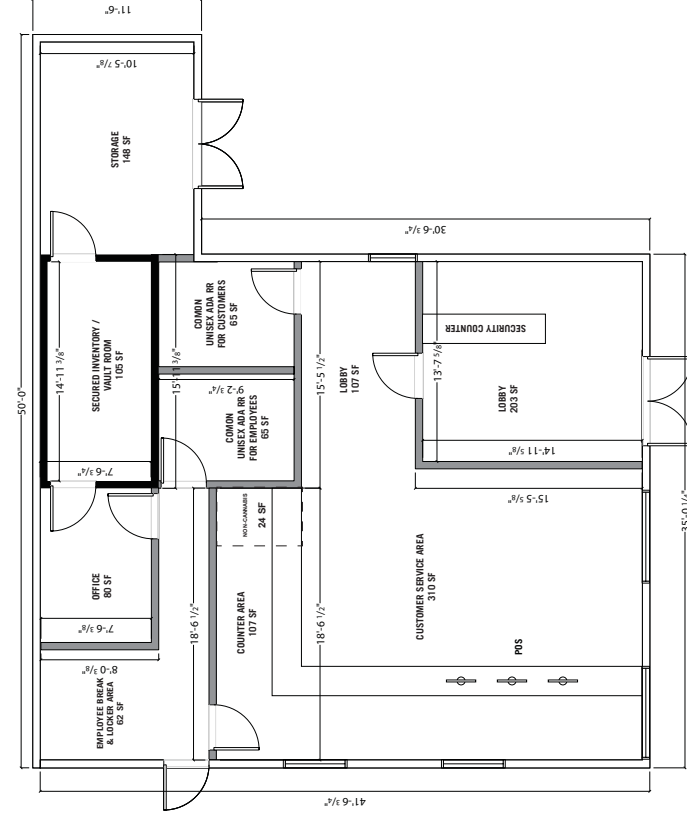 11'-6"
10'-5 7/8"
STORAGE
148 SF
30'-6 3/4"
50'-0"
SECURED INVENTORY /
VAULT ROOM
105 SF
14'-11 3/8"
7'-6 3/4"
COMON
UNISEX ADA RR
FOR CUSTOMERS
65 SF
15'-11 3/8"
COMON
UNISEX ADA RR
FOR EMPLOYEES
65 SF
9'-2 3/4"
15'-5 1/2"
LOBBY
107 SF
13'-7 5/8"
SECURITY COUNTER
LOBBY
203 SF
14'-11 5/8"
15'-5 5/8"
NON-CANNABIS
24 SF
OFFICE
80 SF
7'-6 3/8"
8'-0 3/8"
EMPLOYEE BREAK
& LOCKER AREA
62 SF
18'-6 1/2"
COUNTER AREA
107 SF
18'-6 1/2"
CUSTOMER SERVICE AREA
310 SF
POS
35'-0 1/4"
41'-6 3/4"